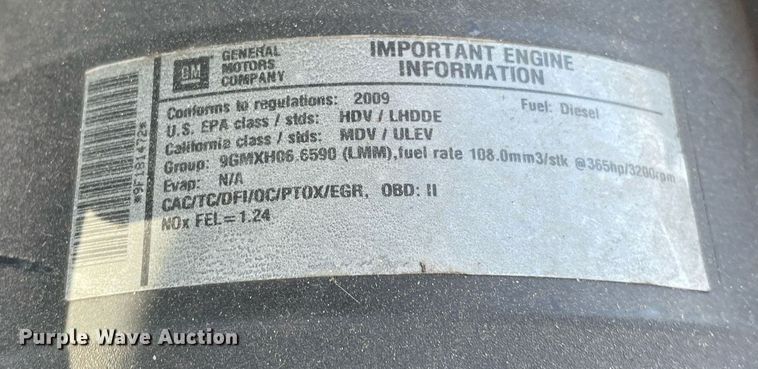 GM
GENERAL
MOTORS
COMPANY
IMPORTANT ENGINE
INFORMATION
Conforms to regulations: 2009
Fuel: Diesel
U.S. EPA class / stds: HDV / LHDDE
California class / stds: MDV / ULEV
Group: 9GMXH06.6590 (LMM),fuel rate 108.0mm3/stk @365hp/3200rpm
Evap: N/A
CAC/TC/DFI/OC/PTOX/EGR, OBD: II
NOx FEL=1.24
*9F181472*
Purple Wave Auction